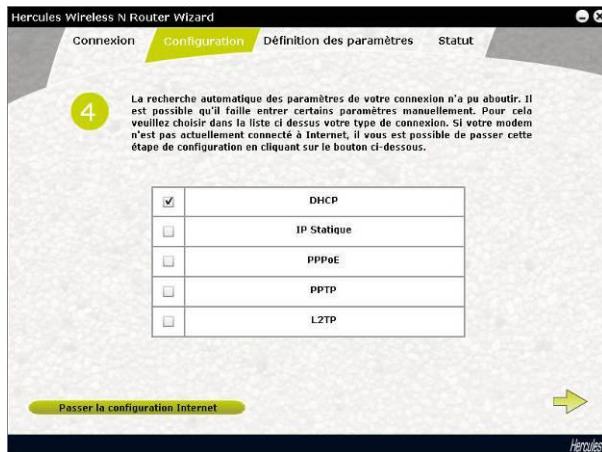 Hercules Wireless N Router Wizard
Connexion Configuration Définition des paramètres Statut
4
La recherche automatique des paramètres de votre connexion n'a pu aboutir. Il
est possible qu'il faille entrer certains paramètres manuellement. Pour cela
veuillez choisir dans la liste ci dessus votre type de connexion. Si votre modem
n'est pas actuellement connecté à Internet, il vous est possible de passer cette
étape de configuration en cliquant sur le bouton ci-dessous.
DHCP
IP Statique
PPPoE
PPTP
L2TP
Passer la configuration Internet
Hercules